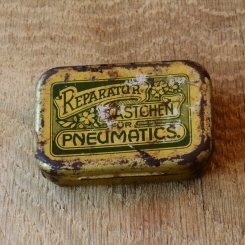 REPARATUR
KÄSTCHEN
FÜR
PNEUMATICS.